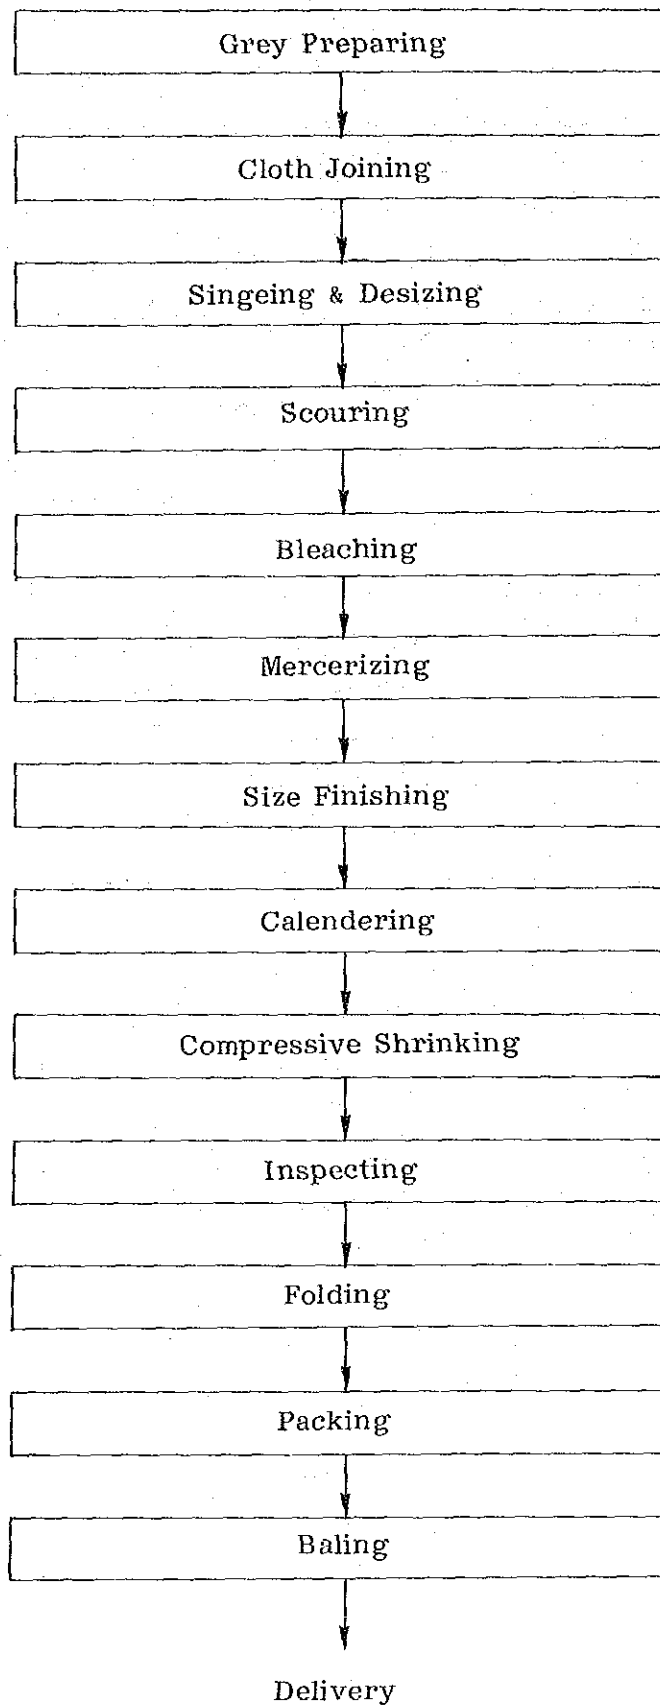 Grey Preparing
Cloth Joining
Singeing & Desizing
Scouring
Bleaching
Mercerizing
Size Finishing
Calendering
Compressive Shrinking
Inspecting
Folding
Packing
Baling
Delivery